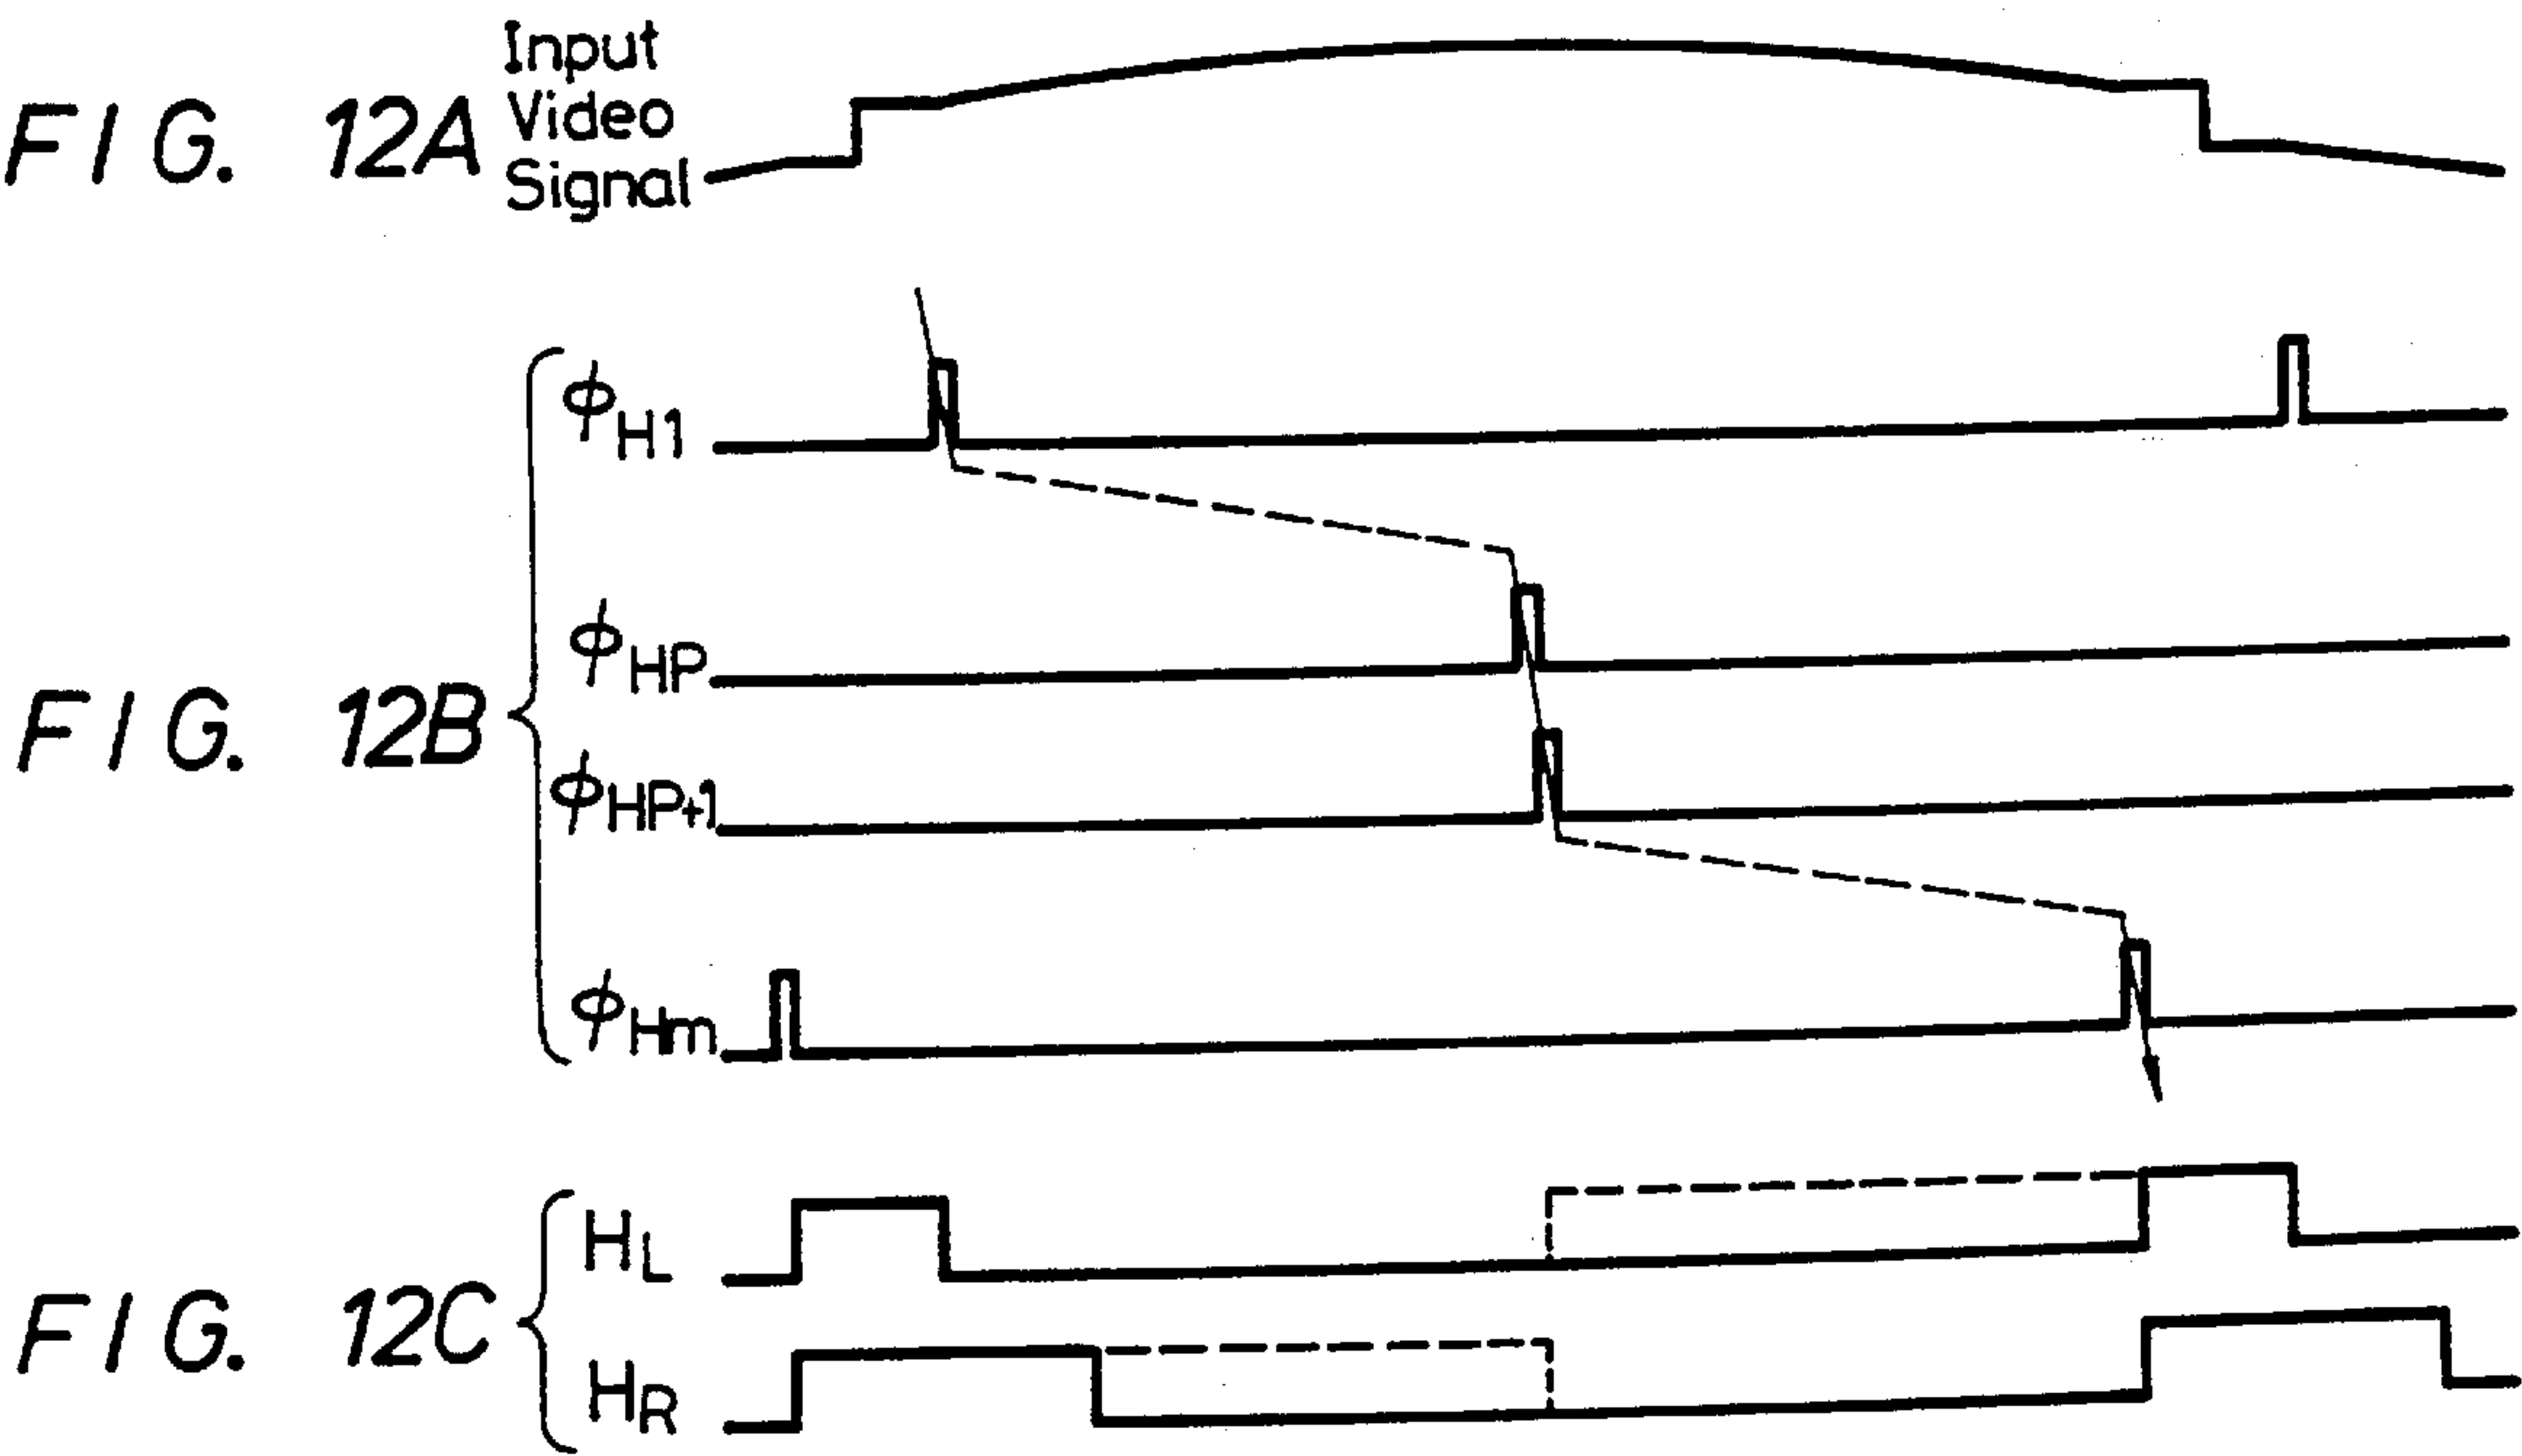 FIG. 12A
Input
Video
Signal
FIG. 12B
ϕH1
ϕHP
ϕHP+1
ϕHm
FIG. 12C
HL
HR